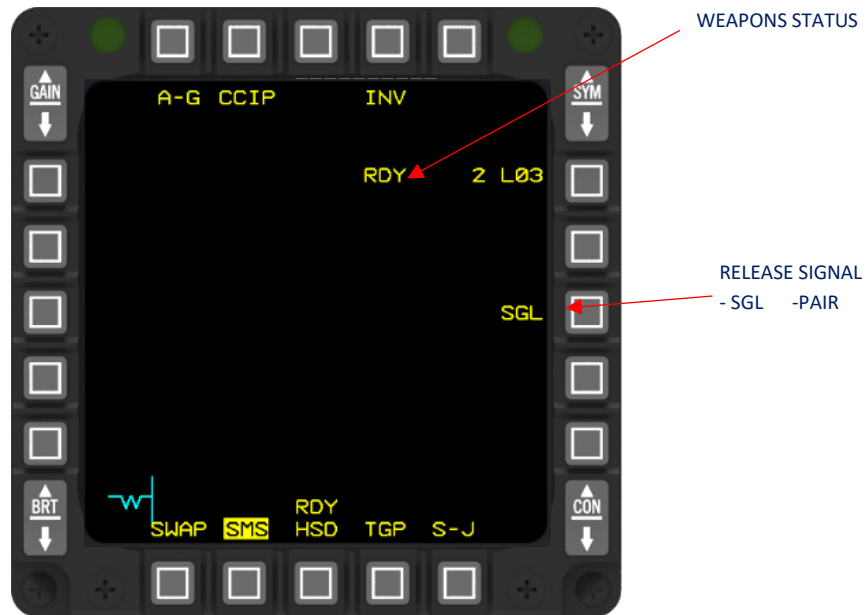 WEAPONS STATUS
GAIN
SYM
A-G CCIP INV
RDY 2 L03
RELEASE SIGNAL
- SGL -PAIR
SGL
BRT
CON
W
RDY
SWAP SMS HSD TGP S-J